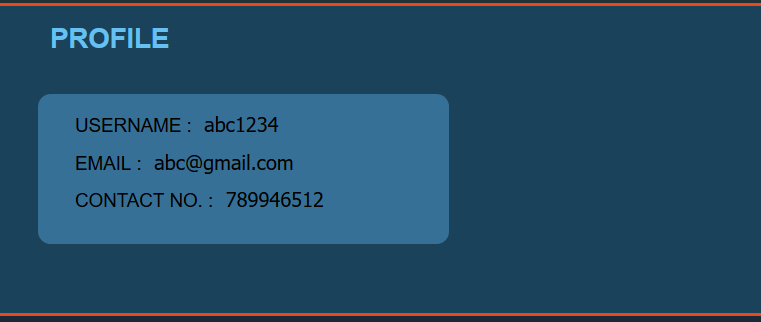 PROFILE
USERNAME : abc1234
EMAIL : abc@gmail.com
CONTACT NO. : 789946512